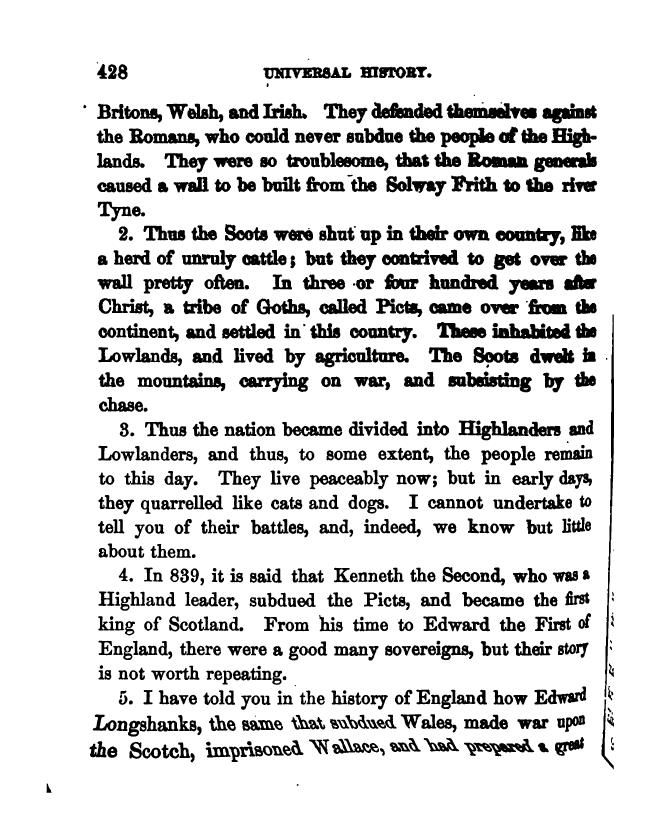 428 UNIVERSAL HISTORY.
Britons, Welsh, and Irish. They defended themselves against
the Romans, who could never subdue the people of the High-
lands. They were so troublesome, that the Roman generals
caused a wall to be built from the Solway Frith to the river
Tyne.
2. Thus the Scots were shut up in their own country, like
a herd of unruly cattle; but they contrived to get over the
wall pretty often. In three or four hundred years after
Christ, a tribe of Goths, called Picts, came over from the
continent, and settled in this country. These inhabited the
Lowlands, and lived by agriculture. The Scots dwelt in
the mountains, carrying on war, and subsisting by the
chase.
3. Thus the nation became divided into Highlanders and
Lowlanders, and thus, to some extent, the people remain
to this day. They live peaceably now; but in early days,
they quarrelled like cats and dogs. I cannot undertake to
tell you of their battles, and, indeed, we know but little
about them.
4. In 839, it is said that Kenneth the Second, who was a
Highland leader, subdued the Picts, and became the first
king of Scotland. From his time to Edward the First of
England, there were a good many sovereigns, but their story
is not worth repeating.
5. I have told you in the history of England how Edward
Longshanks, the same that subdued Wales, made war upon
the Scotch, imprisoned Wallace, and had prepared a great